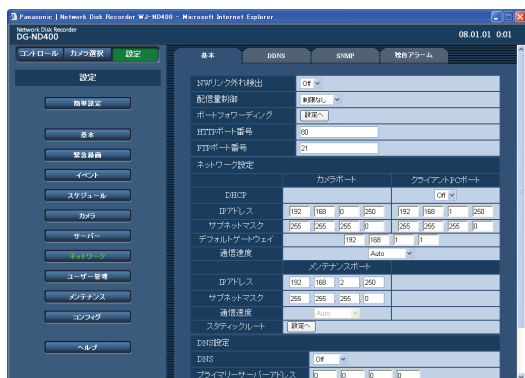 Panasonic | Network Disk Recorder WJ-ND400 - Microsoft Internet Explorer
Network Disk Recorder
DG-ND400
08.01.01 0:01
コントロール カメラ選択 設定
基本 DDNS SNMP 独自アラーム
設定
簡単設定
基本
緊急録画
イベント
スケジュール
カメラ
サーバー
ネットワーク
ユーザー管理
メンテナンス
コンフィグ
ヘルプ
NWリンク外れ検出 Off
配信量制御 制限なし
ポートフォワーディング 設定へ
HTTPポート番号 80
FTPポート番号 21
ネットワーク設定
カメラポート クライアントPCポート
DHCP Off
IPアドレス 192 168 0 250 192 168 1 250
サブネットマスク 255 255 255 0 255 255 255 0
デフォルトゲートウェイ 192 168 1 1
通信速度 Auto
メンテナンスポート
IPアドレス 192 168 2 250
サブネットマスク 255 255 255 0
通信速度 Auto
スタティックルート 設定へ
DNS設定
DNS Off
プライマリーサーバーアドレス 0 0 0 0